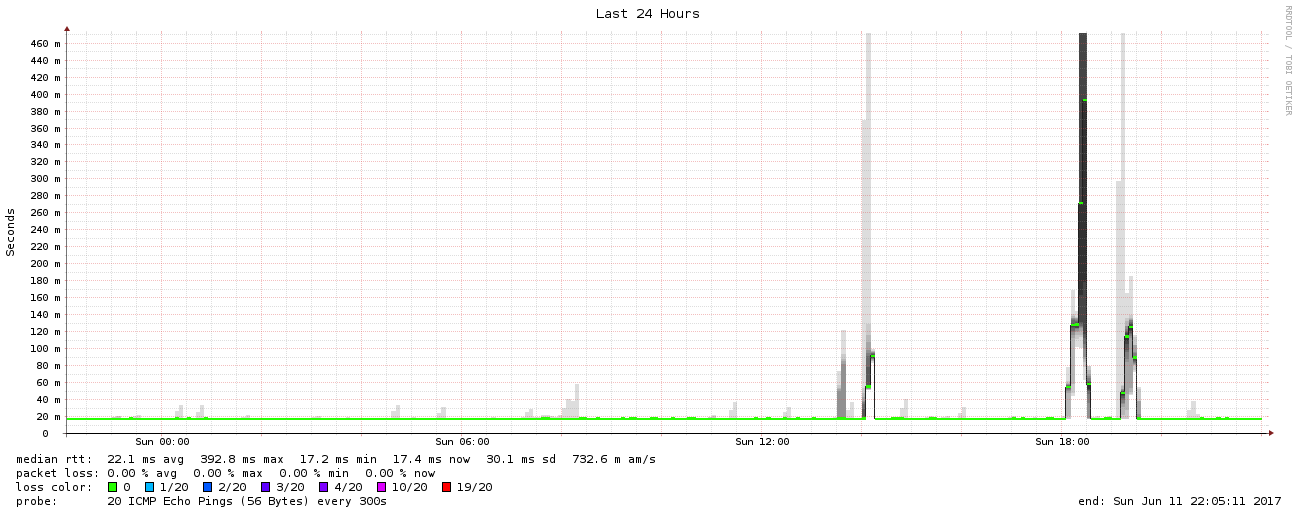 Last 24 Hours
RRDTOOL / TOBI OETIKER
Seconds
460 m
440 m
420 m
400 m
380 m
360 m
340 m
320 m
300 m
280 m
260 m
240 m
220 m
200 m
180 m
160 m
140 m
120 m
100 m
80 m
60 m
40 m
20 m
0
Sun 00:00 Sun 06:00 Sun 12:00 Sun 18:00
median rtt: 22.1 ms avg 392.8 ms max 17.2 ms min 17.4 ms now 30.1 ms sd 732.6 m am/s
packet loss: 0.00 % avg 0.00 % max 0.00 % min 0.00 % now
loss color: 0 1/20 2/20 3/20 4/20 10/20 19/20
probe: 20 ICMP Echo Pings (56 Bytes) every 300s end: Sun Jun 11 22:05:11 2017